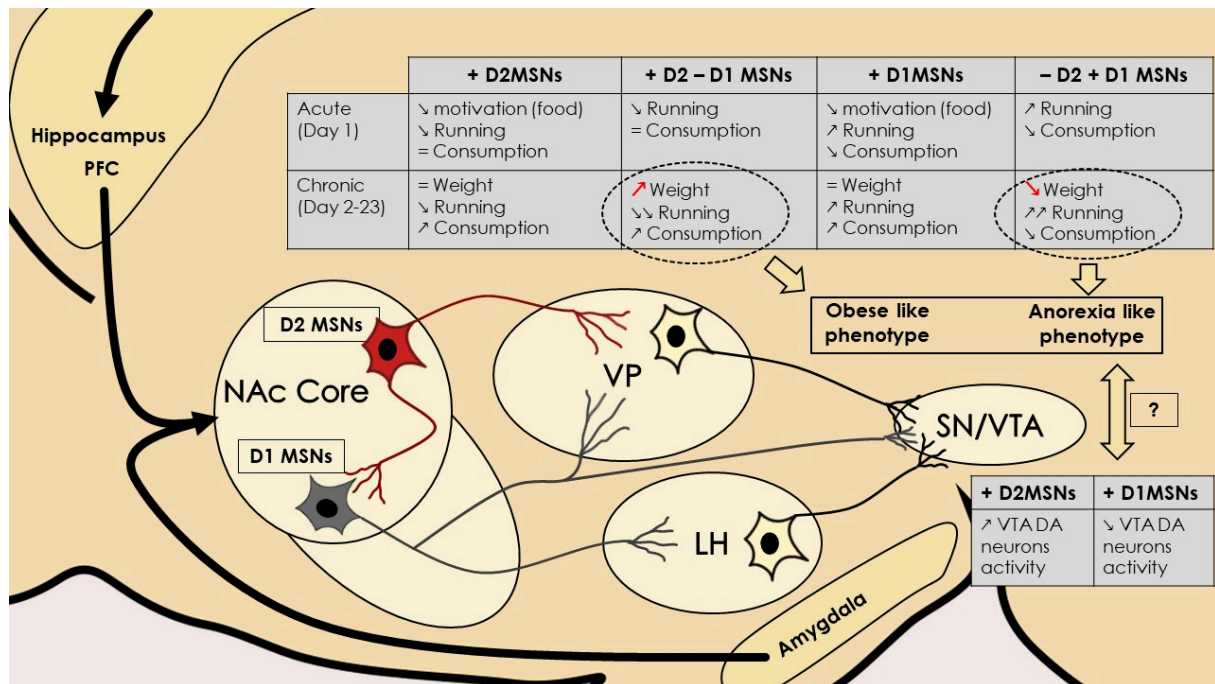 + D2MSNs
+ D2 – D1 MSNs
+ D1MSNs
– D2 + D1 MSNs
Acute
(Day 1)
↘ motivation (food)
↘ Running
= Consumption
↘ Running
= Consumption
↘ motivation (food)
↗ Running
↘ Consumption
↗ Running
↘ Consumption
Chronic
(Day 2-23)
= Weight
↘ Running
↗ Consumption
↗ Weight
↘↘ Running
↗ Consumption
= Weight
↗ Running
↗ Consumption
↘ Weight
↗↗ Running
↘ Consumption
Hippocampus
PFC
Obese like
phenotype
Anorexia like
phenotype
D2 MSNs
NAc Core
D1 MSNs
VP
SN/VTA
LH
?
+ D2MSNs
+ D1MSNs
↗ VTA DA
neurons
activity
↘ VTA DA
neurons
activity
Amygdala